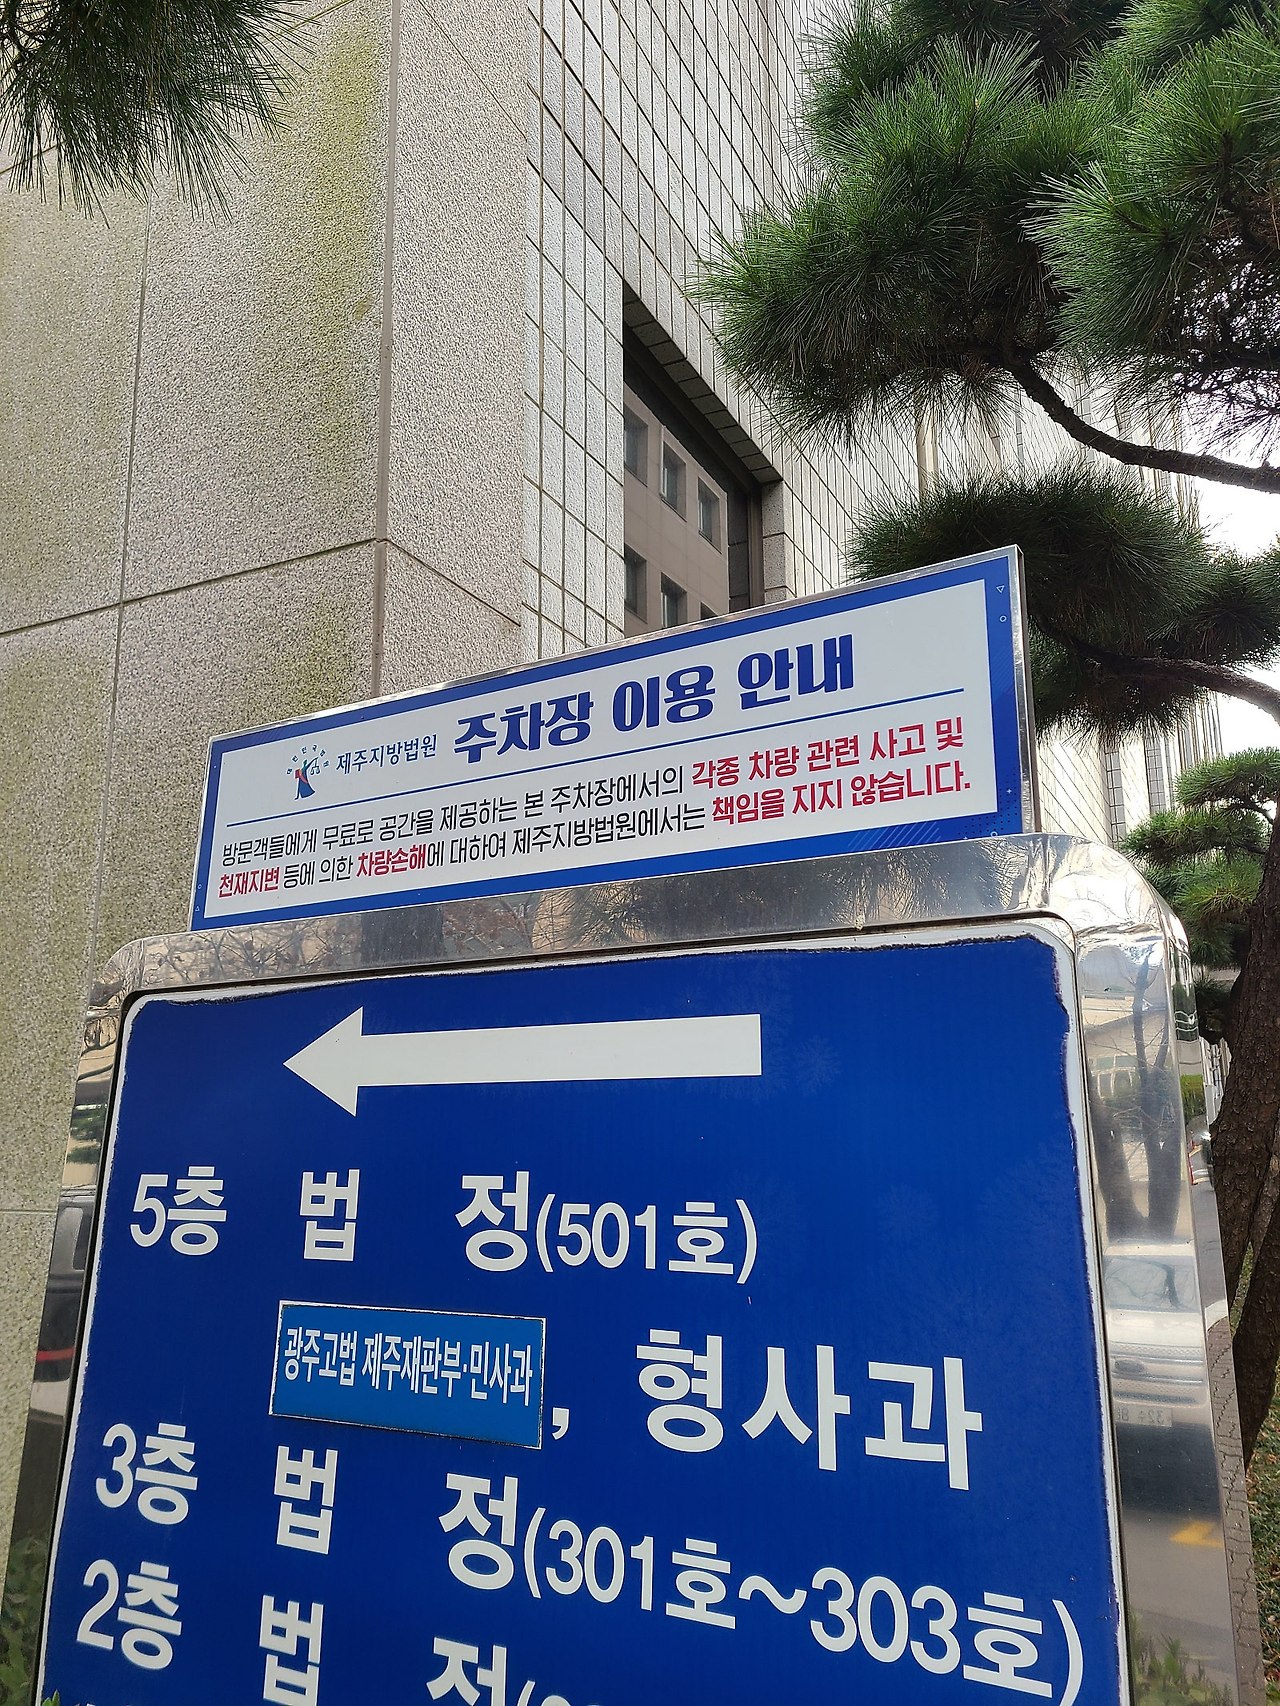 제주지방법원 주차장 이용 안내
방문객들에게 무료로 공간을 제공하는 본 주차장에서의 각종 차량 관련 사고 및
천재지변 등에 의한 차량손해에 대하여 제주지방법원에서는 책임을 지지 않습니다.
5층 법 정(501호)
광주고법 제주재판부·민사과, 형사과
3층 법 정(301호~303호)
2층 법 정(